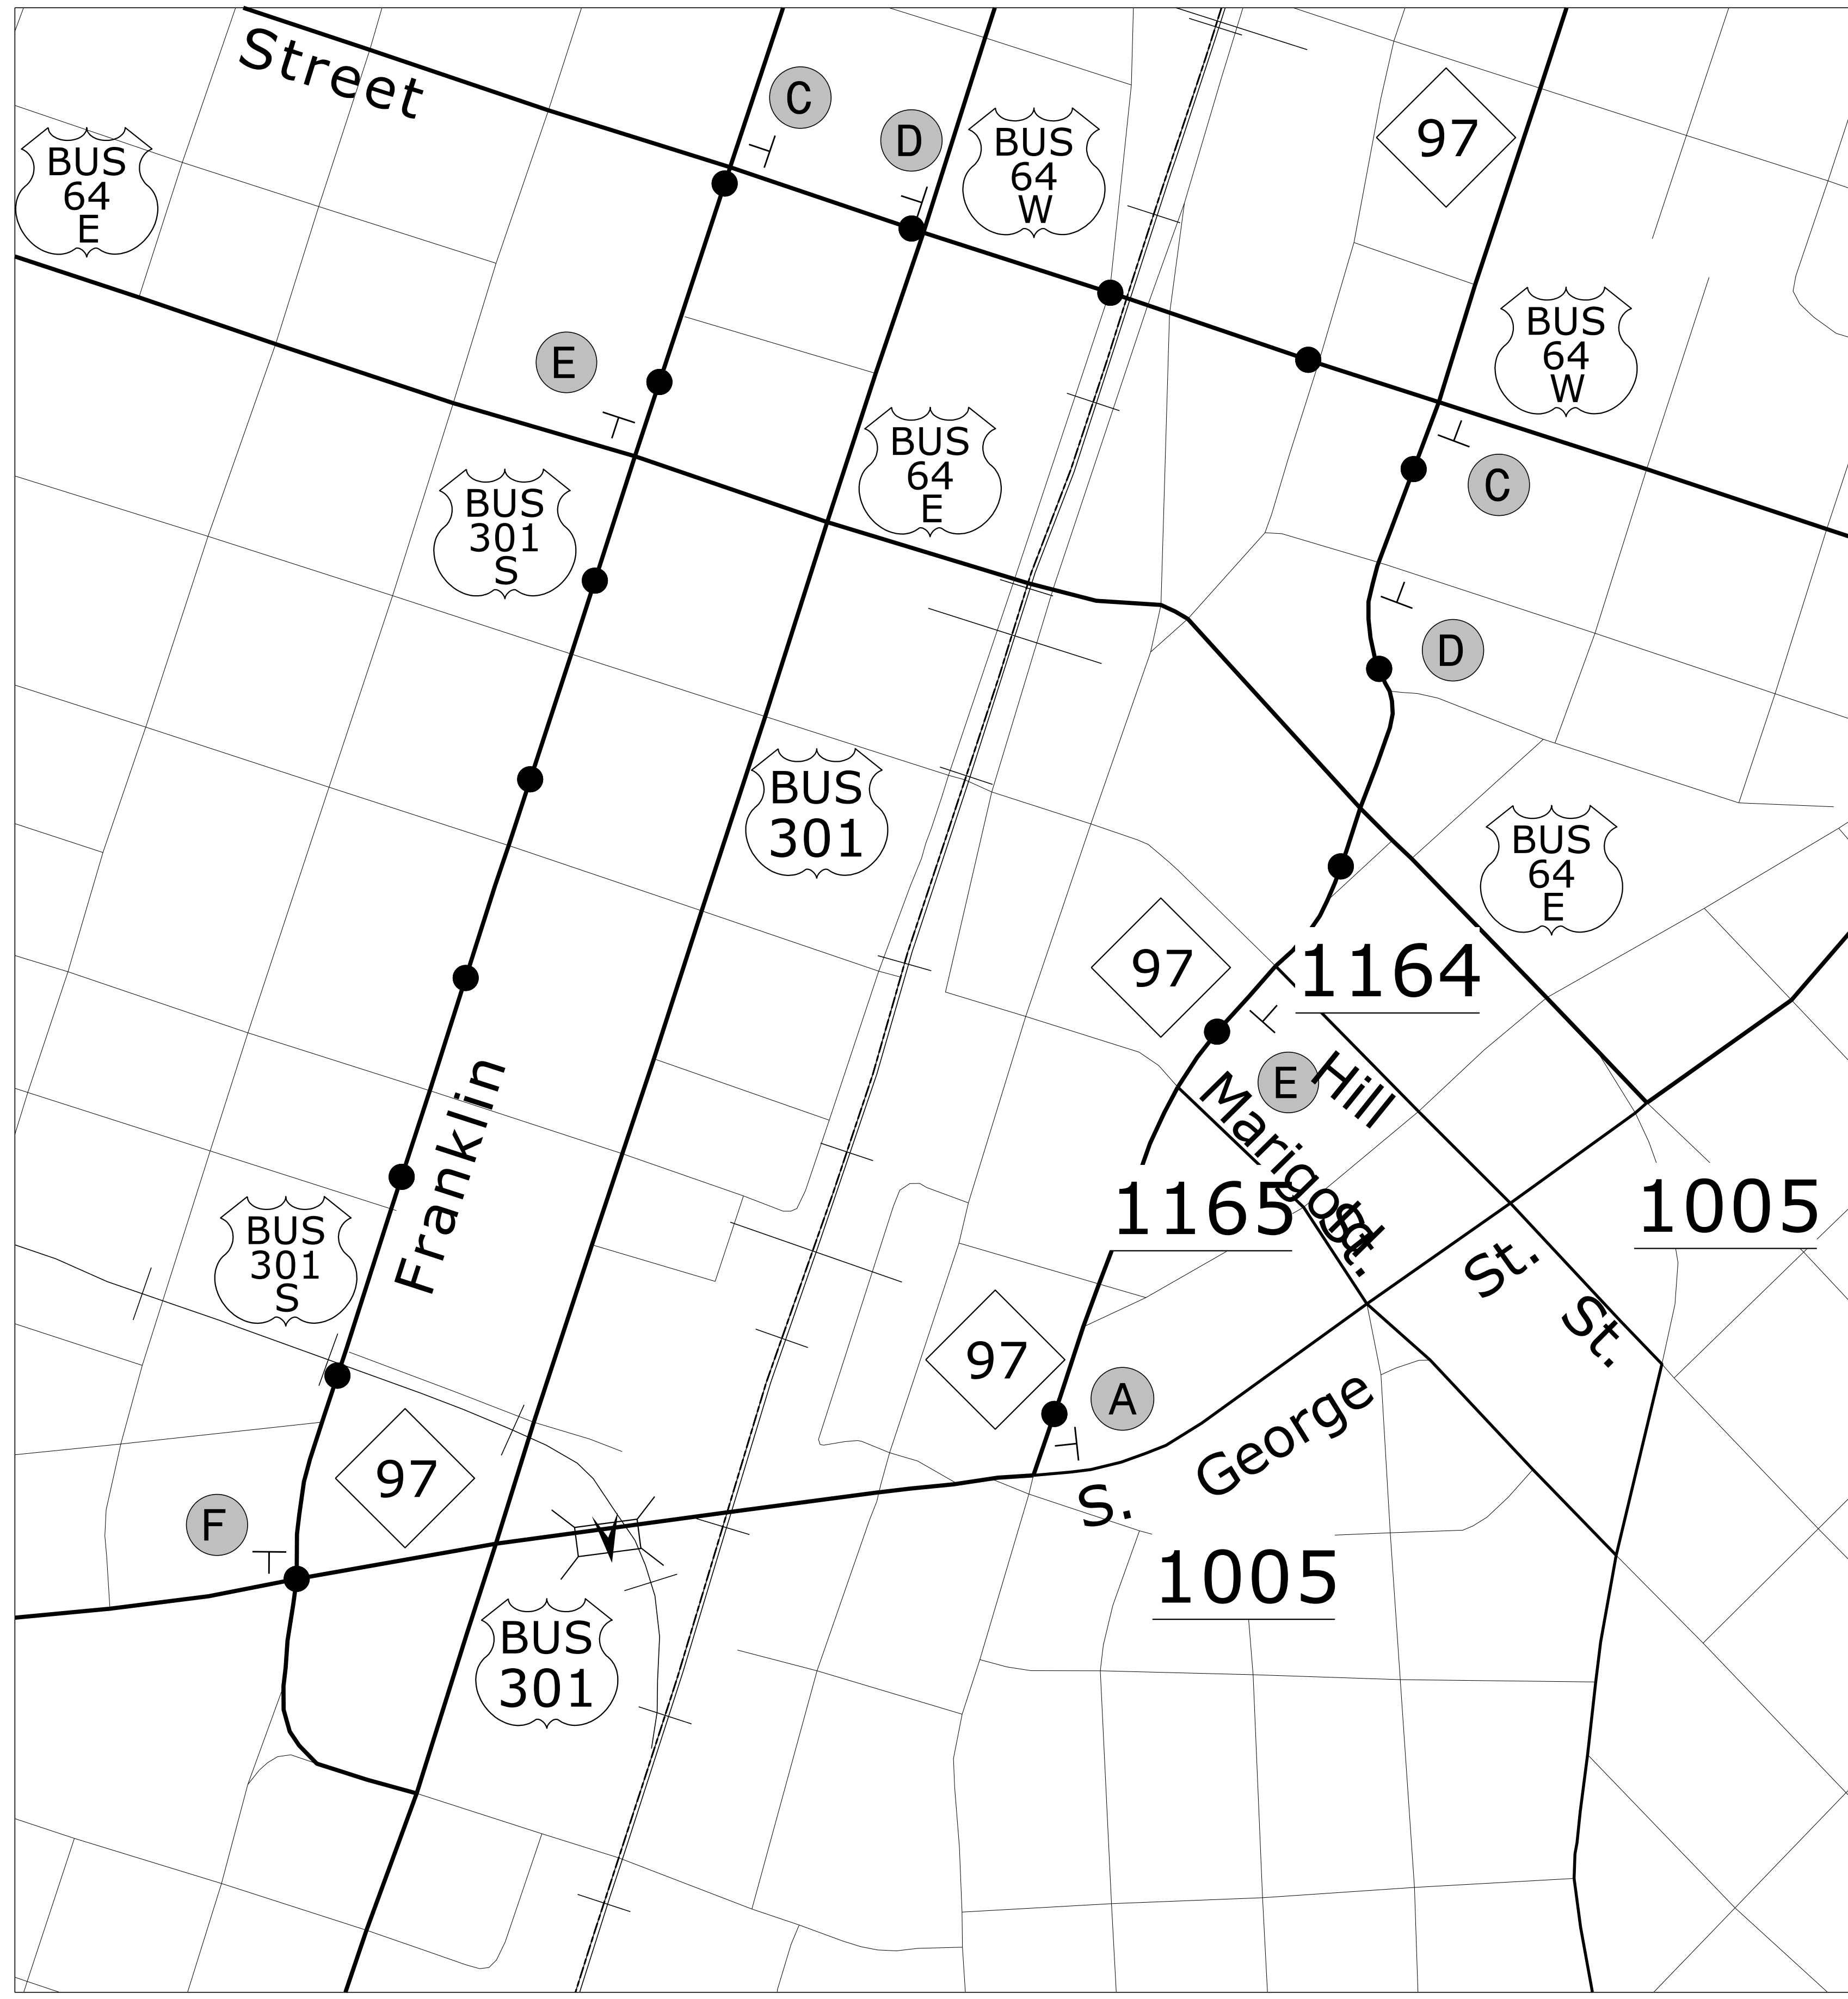 Street
C
D
BUS
64
W
97
BUS
64
E
E
BUS
64
W
BUS
64
E
C
BUS
301
S
D
BUS
301
BUS
64
E
97
1164
E
Hill
Marigold
St.
Franklin
1165
1005
BUS
301
S
St.
St.
97
A
George
S.
97
F
1005
BUS
301